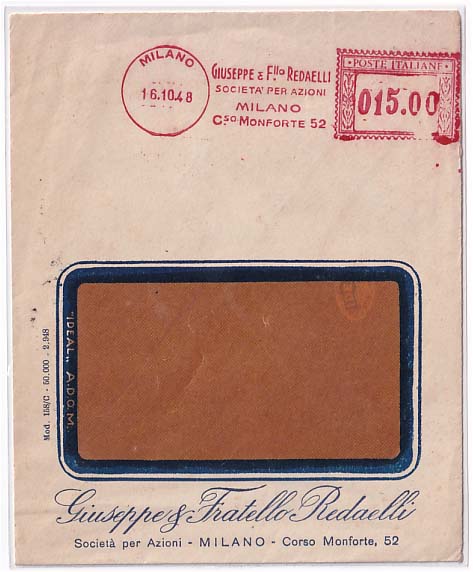 MILANO
16.10.48
GIUSEPPE & F.LLO REDAELLI
SOCIETA' PER AZIONI
MILANO
C.SO MONFORTE 52
POSTE ITALIANE
015.00
"IDEAL" A.D.O.M.
Mod. 158/C - 50.000 - 2.948
Giuseppe & Fratello Redaelli
Società per Azioni - MILANO - Corso Monforte, 52